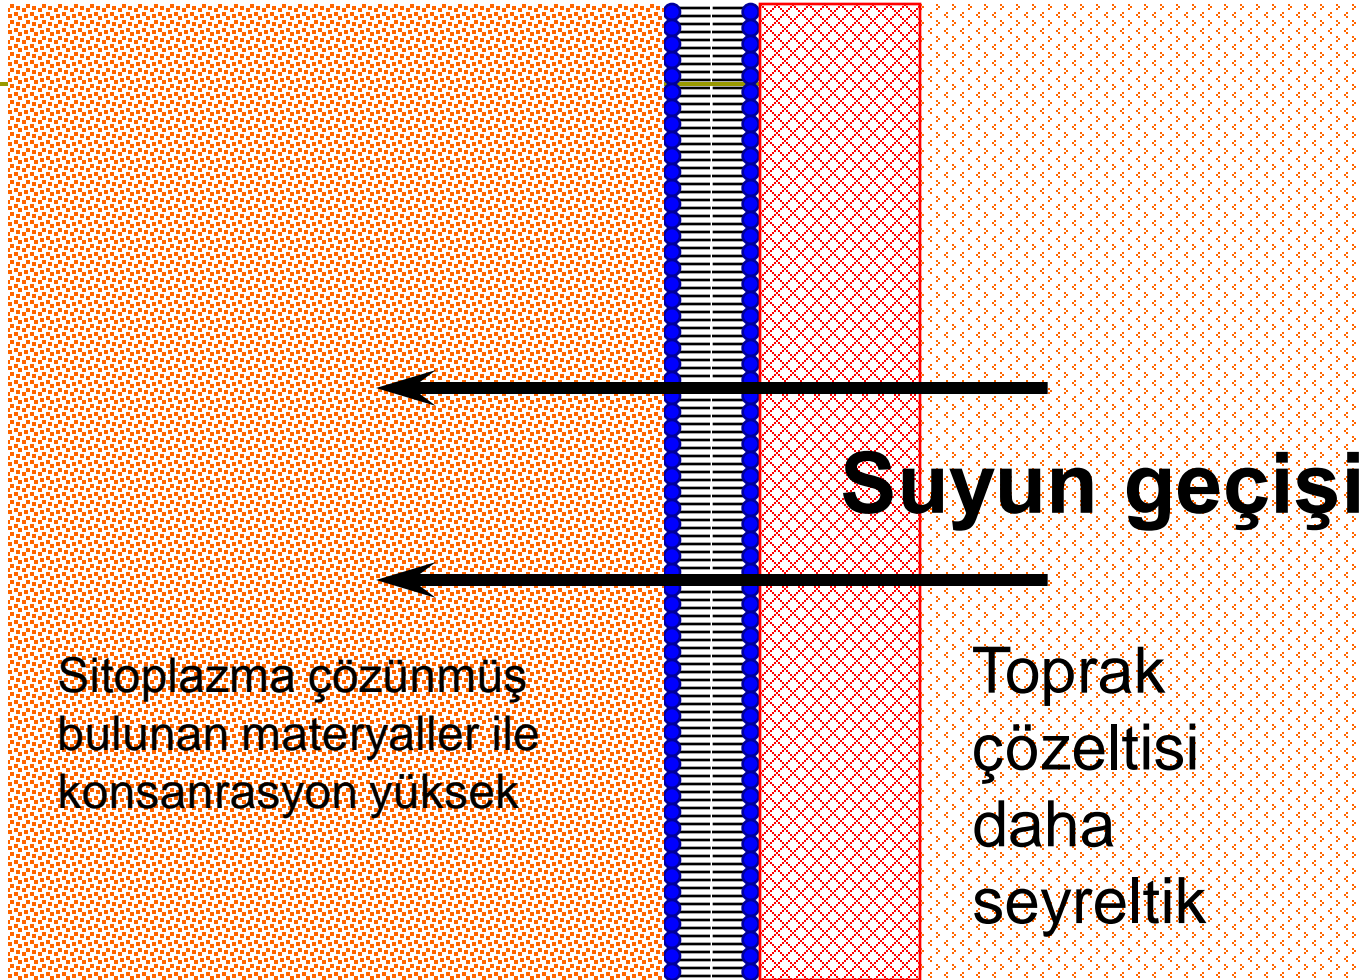 Suyun geçişi
Sitoplazma çözünmüş
bulunan materyaller ile
konsanrasyon yüksek
Toprak
çözeltisi
daha
seyreltik